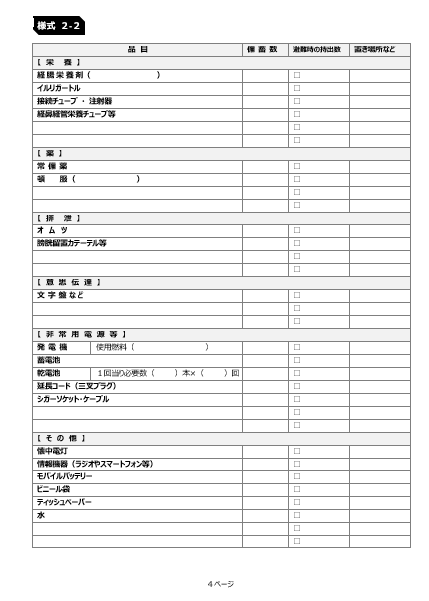 様式 2-2
品 目 備 蓄 数 避難時の持出数 置き場所など
【 栄 養 】
経 腸 栄 養 剤 （ ） □
イルリガートル □
接続チューブ ・ 注射器 □
経鼻経管栄養チューブ等 □
□
□
【 薬 】
常 備 薬 □
頓 服 （ ） □
□
□
【 排 泄 】
オ ム ツ □
膀胱留置カテーテル等 □
□
□
【 意 思 伝 達 】
文 字 盤 など □
□
□
【 非 常 用 電 源 等 】
発 電 機 使用燃料（ ） □
蓄電池 □
乾電池 1回当り必要数（ ）本×（ ）回 □
延長コード（三叉プラグ） □
シガーソケット・ケーブル □
□
□
【 そ の 他 】
懐中電灯 □
情報機器（ラジオやスマートフォン等） □
モバイルバッテリー □
ビニール袋 □
ティッシュペーパー □
水 □
□
□
4 ページ